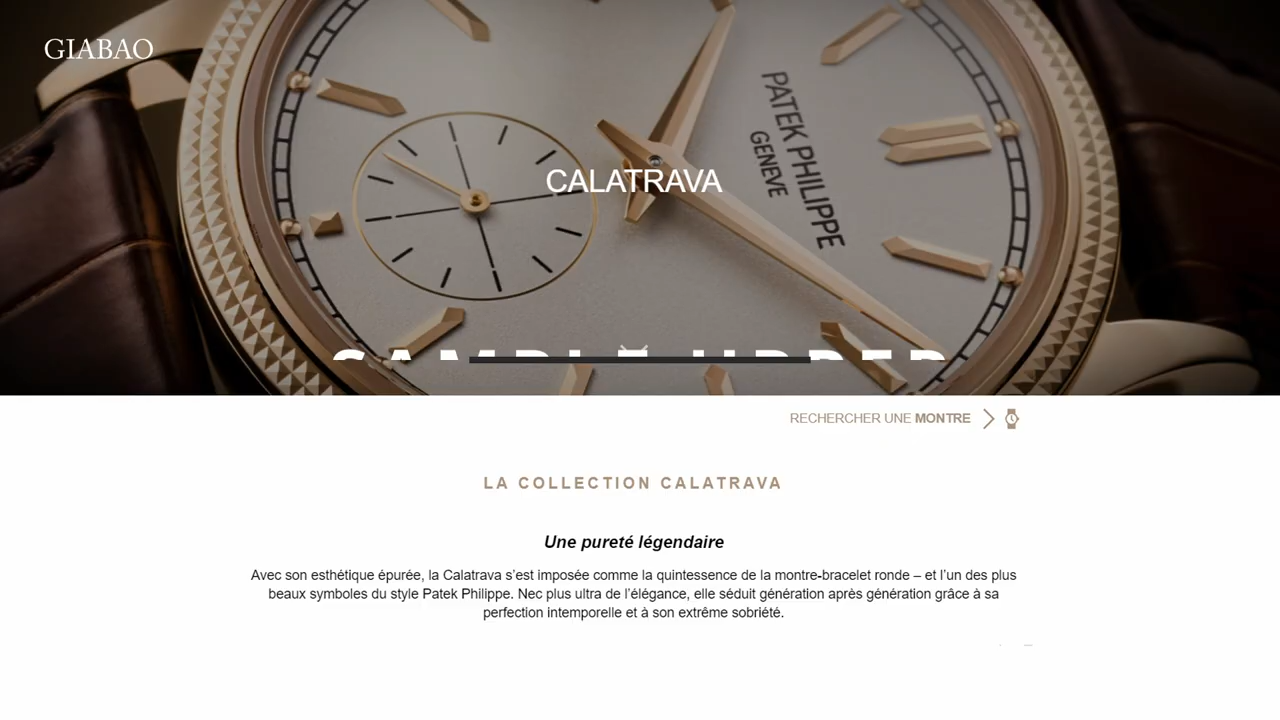 GIABAO
PATEK PHILIPPE
GENEVE
CALATRAVA
RECHERCHER UNE MONTRE
LA COLLECTION CALATRAVA
Une pureté légendaire
Avec son esthétique épurée, la Calatrava s’est imposée comme la quintessence de la montre-bracelet ronde – et l’un des plus
beaux symboles du style Patek Philippe. Nec plus ultra de l’élégance, elle séduit génération après génération grâce à sa
perfection intemporelle et à son extrême sobriété.